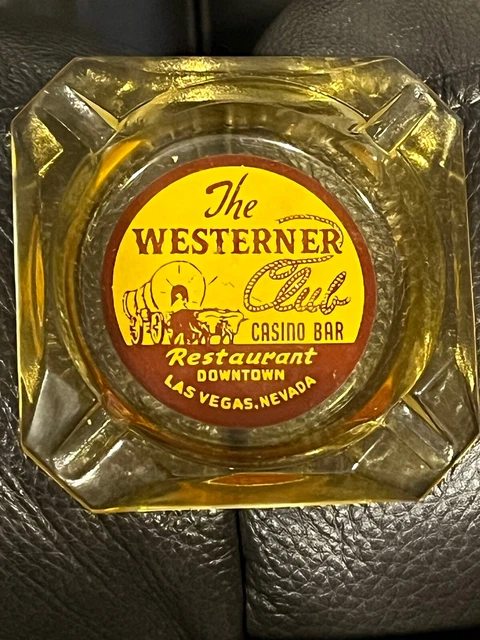 The
WESTERNER
Club
CASINO BAR
Restaurant
DOWNTOWN
LAS VEGAS, NEVADA